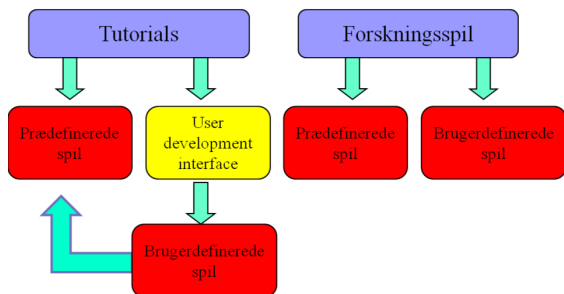 Tutorials
Forskningsspil
Prædefinerede
spil
User
development
interface
Prædefinerede
spil
Brugerdefinerede
spil
Brugerdefinerede
spil